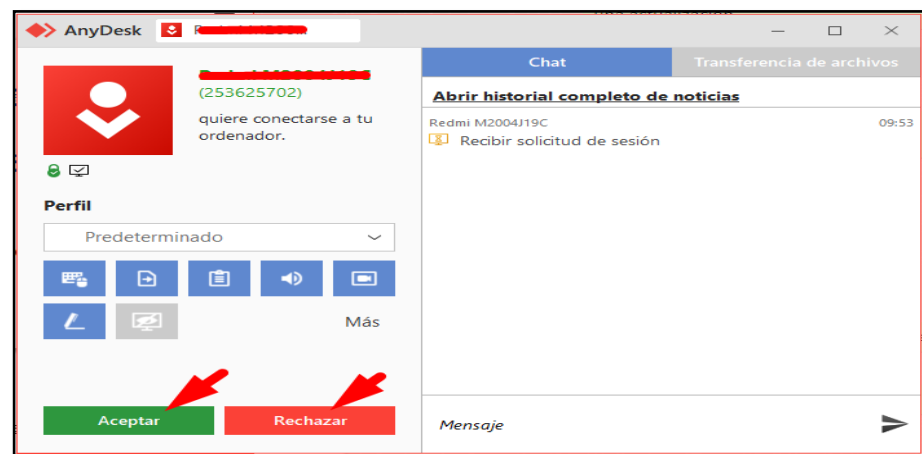 AnyDesk
Chat
Transferencia de archivos
(253625702)
quiere conectarse a tu
ordenador.
Abrir historial completo de noticias
Redmi M2004J19C
09:53
Recibir solicitud de sesión
Perfil
Predeterminado
Más
Aceptar
Rechazar
Mensaje